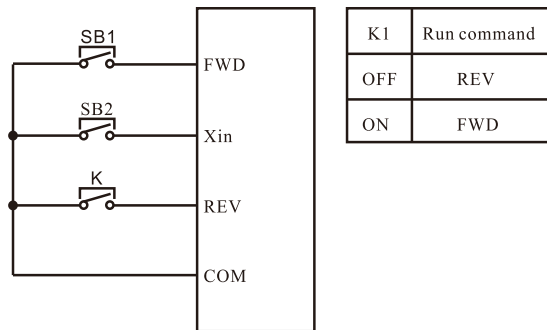 SB1
FWD
SB2
Xin
K
REV
COM
K1 Run command
OFF REV
ON FWD